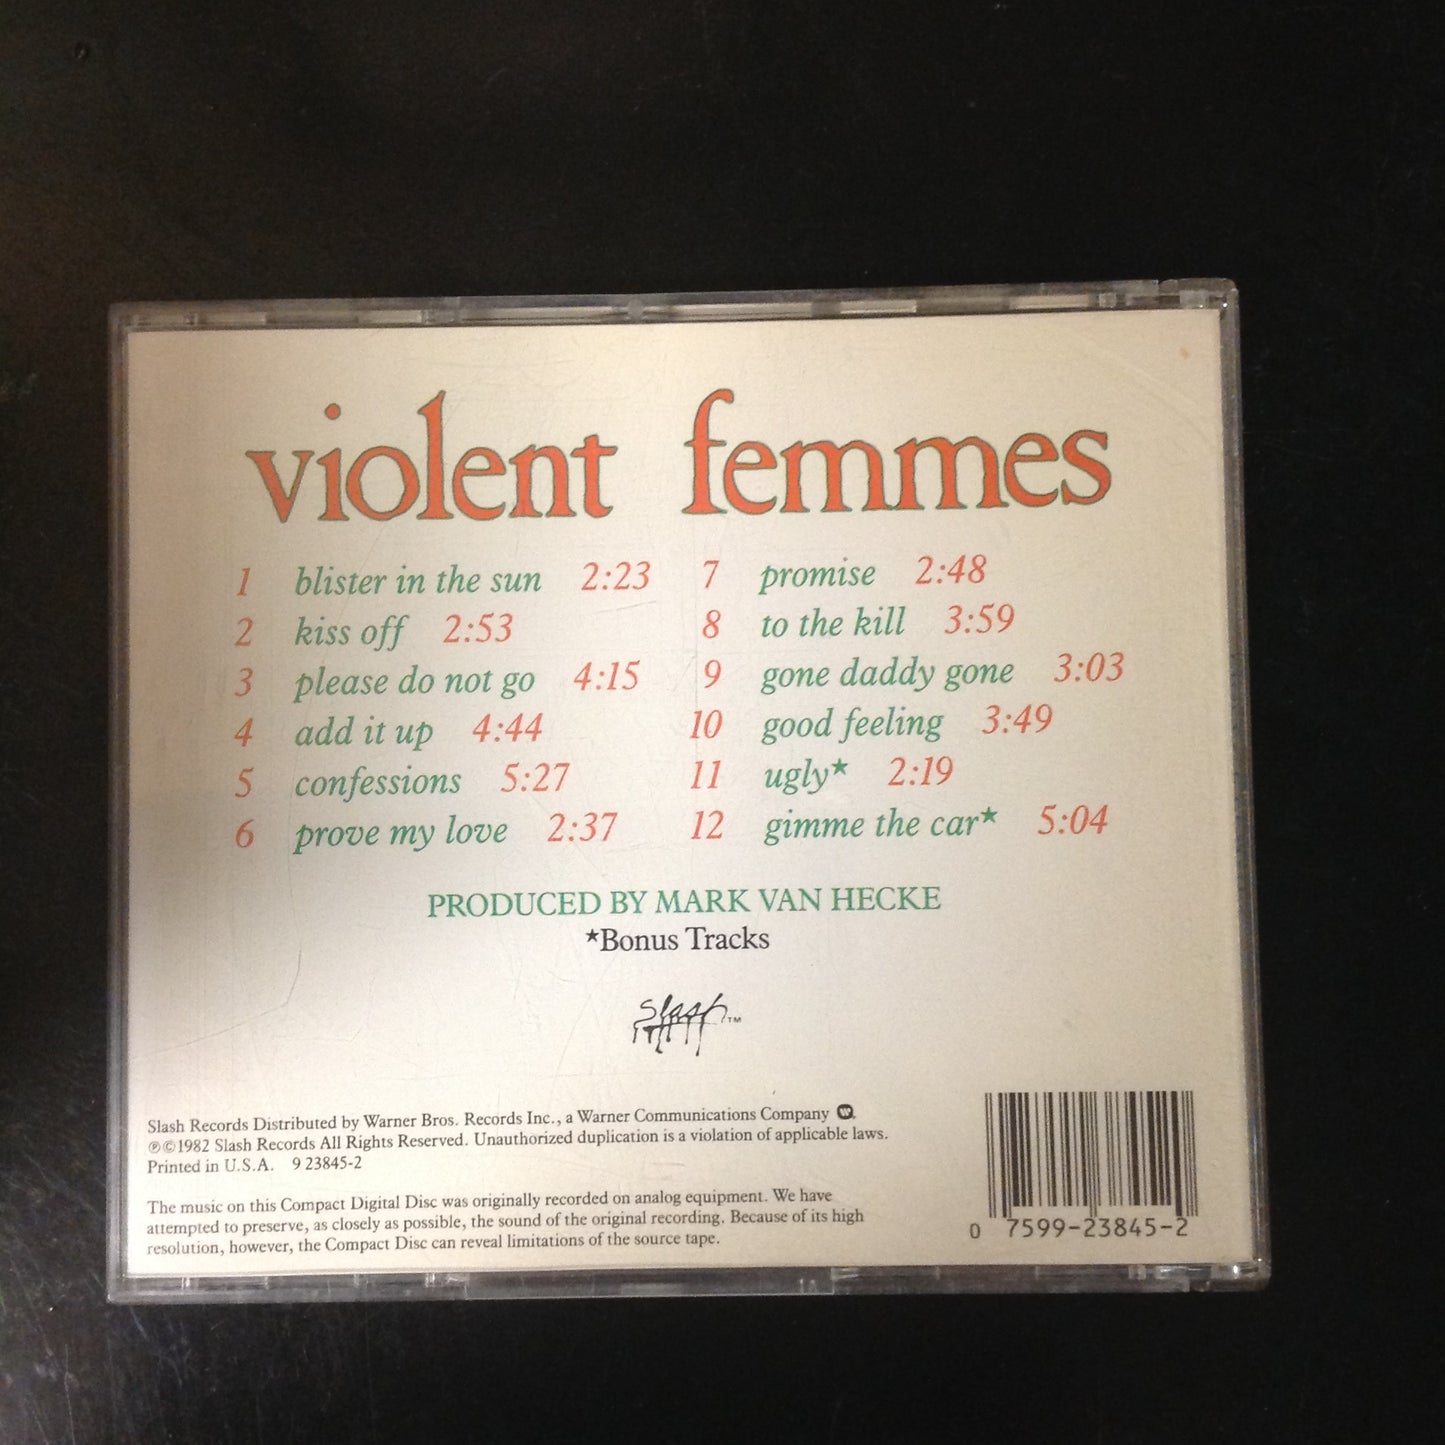 violent femmes
1 blister in the sun 2:23
2 kiss off 2:53
3 please do not go 4:15
4 add it up 4:44
5 confessions 5:27
6 prove my love 2:37
7 promise 2:48
8 to the kill 3:59
9 gone daddy gone 3:03
10 good feeling 3:49
11 ugly★ 2:19
12 gimme the car★ 5:04
PRODUCED BY MARK VAN HECKE
★Bonus Tracks
Slash™
Slash Records Distributed by Warner Bros. Records Inc., a Warner Communications Company W.
℗©1982 Slash Records All Rights Reserved. Unauthorized duplication is a violation of applicable laws.
Printed in U.S.A. 9 23845-2
The music on this Compact Digital Disc was originally recorded on analog equipment. We have
attempted to preserve, as closely as possible, the sound of the original recording. Because of its high
resolution, however, the Compact Disc can reveal limitations of the source tape.
0 7599-23845-2